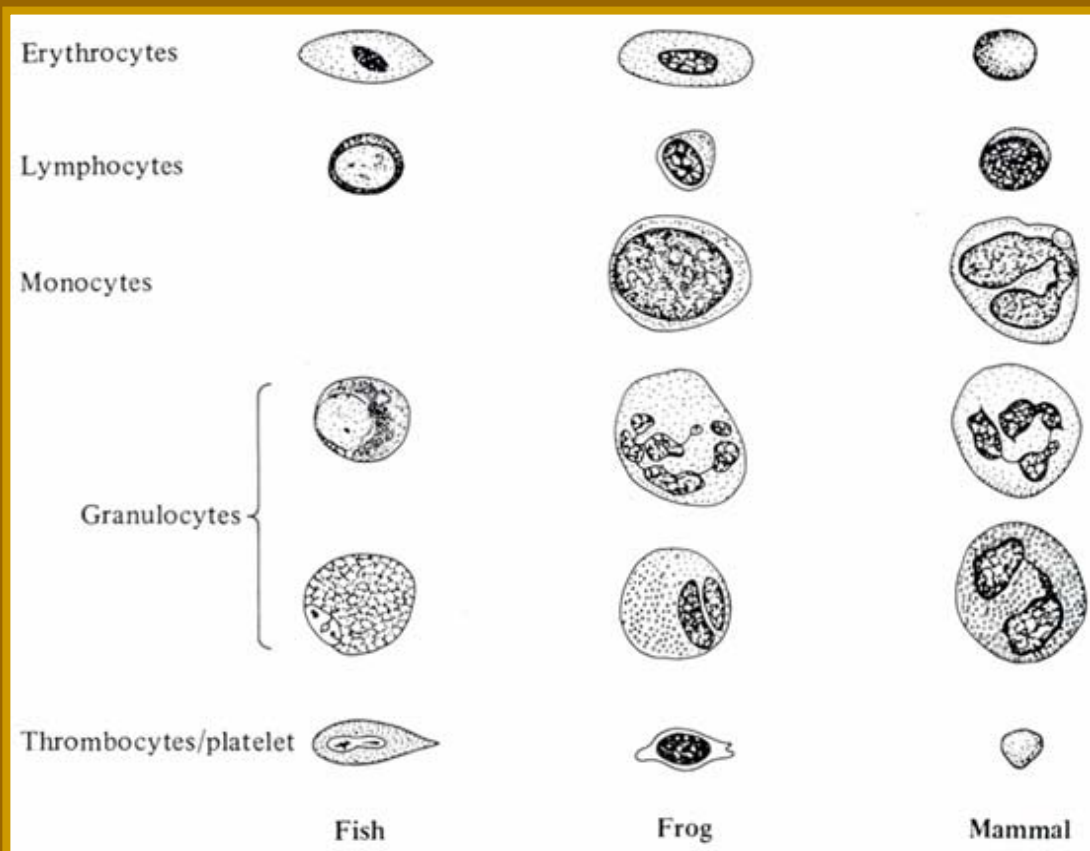 Erythrocytes
Lymphocytes
Monocytes
Granulocytes
Thrombocytes/platelet
Fish Frog Mammal